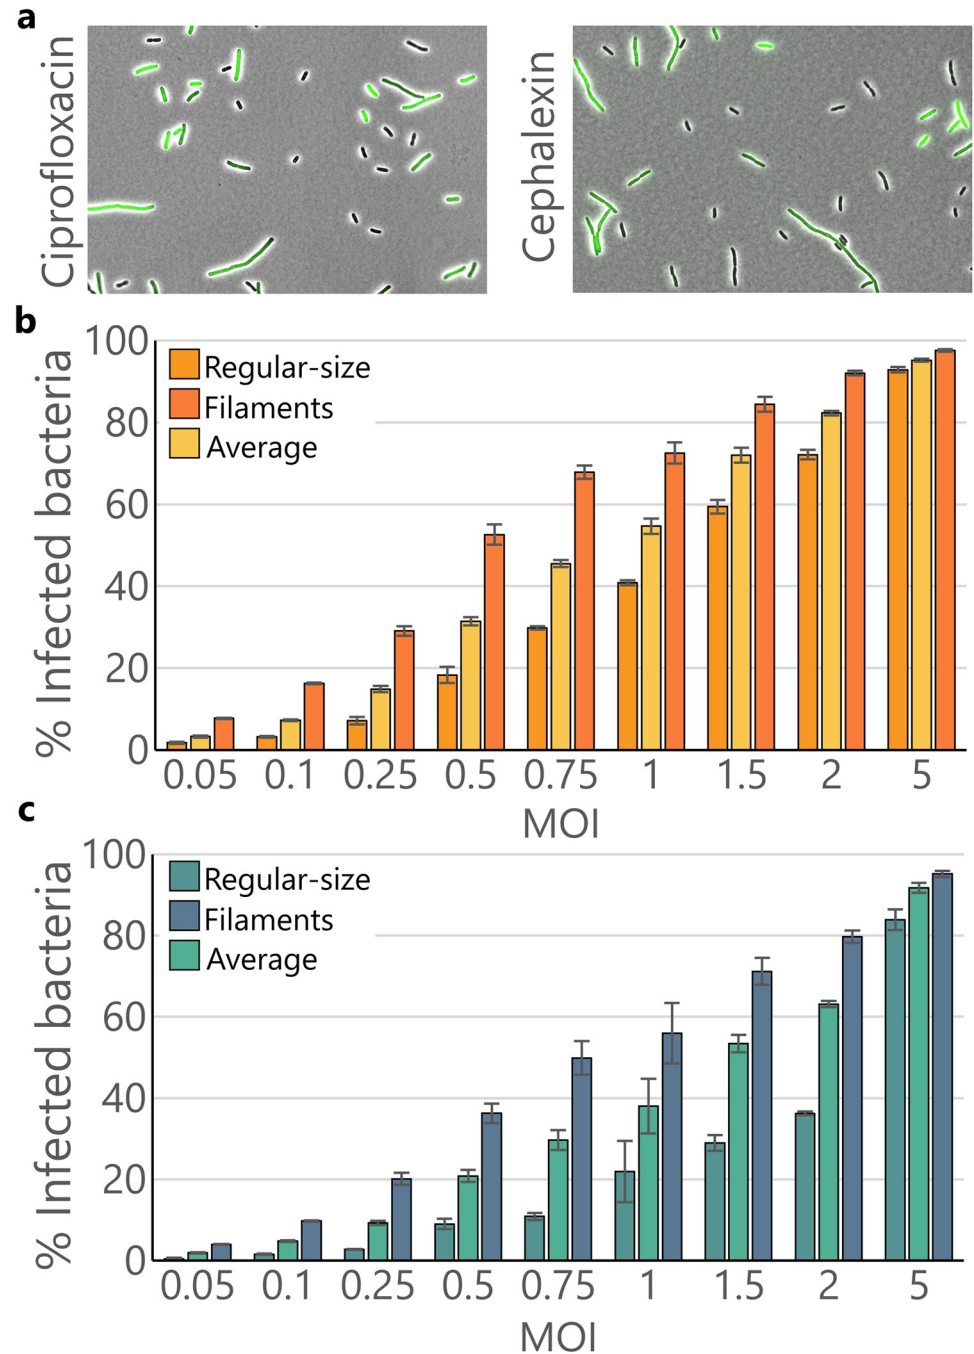 a
Ciprofloxacin
Cephalexin
b
% Infected bacteria
100
80
60
40
20
0
Regular-size
Filaments
Average
0.05 0.1 0.25 0.5 0.75 1 1.5 2 5
MOI
c
% Infected bacteria
100
80
60
40
20
0
Regular-size
Filaments
Average
0.05 0.1 0.25 0.5 0.75 1 1.5 2 5
MOI